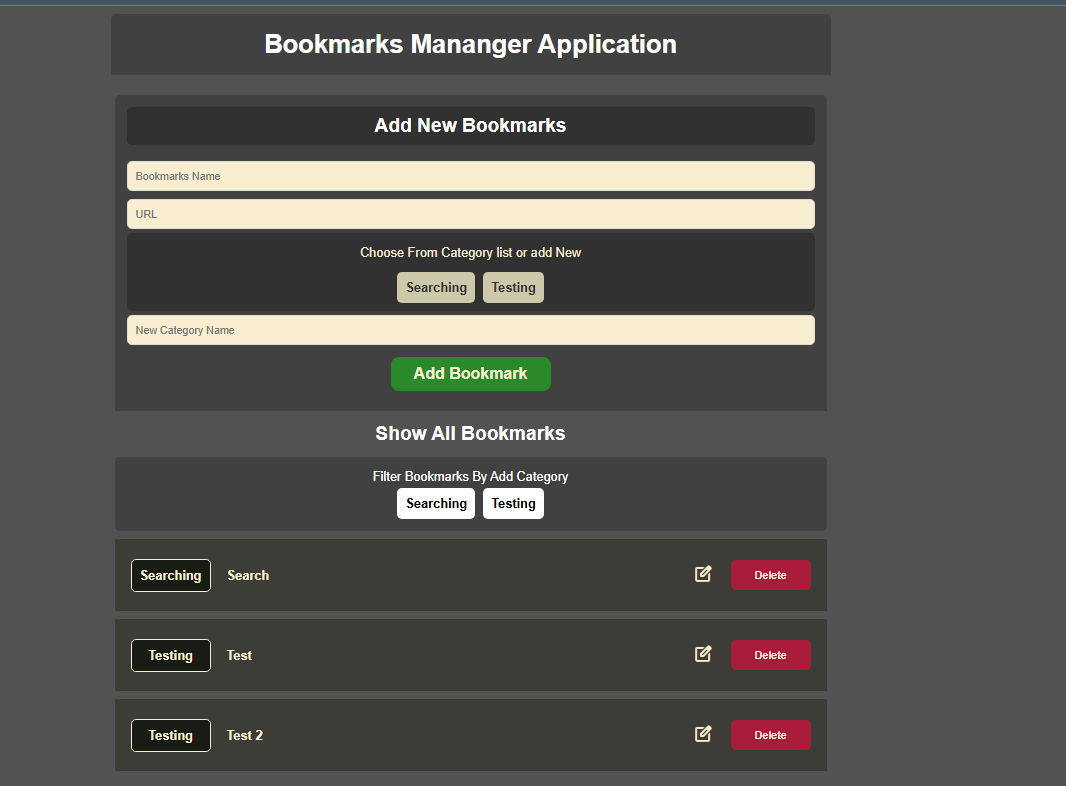 Bookmarks Mananger Application
Add New Bookmarks
Bookmarks Name
URL
Choose From Category list or add New
Searching Testing
New Category Name
Add Bookmark
Show All Bookmarks
Filter Bookmarks By Add Category
Searching Testing
Searching Search Delete
Testing Test Delete
Testing Test 2 Delete